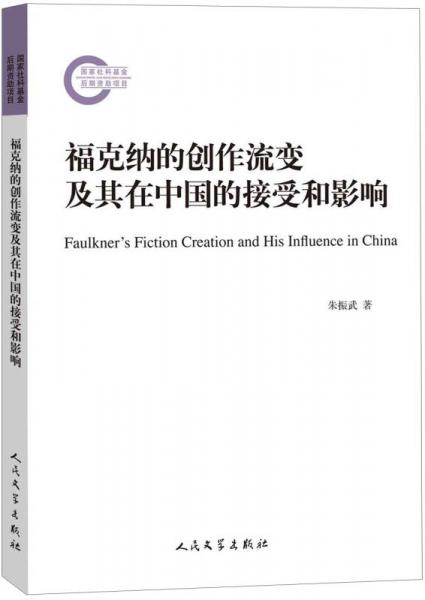 国家社科基金
后期资助项目
福克纳的创作流变及其在中国的接受和影响
人民文学出版社
国家社科基金
后期资助项目
福克纳的创作流变
及其在中国的接受和影响
Faulkner's Fiction Creation and His Influence in China
朱振武 著
人民文学出版社